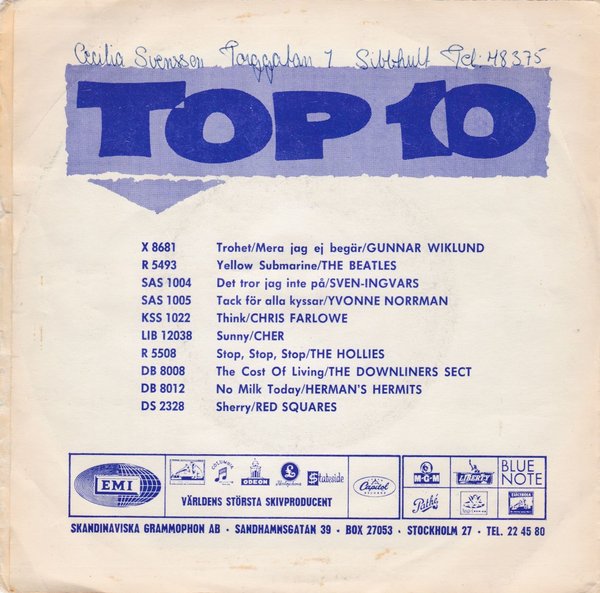 Cecilia Svenssen Torggatan 7 Sibbhult Tel: 48375
TOP 10
X 8681 Trohet/Mera jag ej begär/GUNNAR WIKLUND
R 5493 Yellow Submarine/THE BEATLES
SAS 1004 Det tror jag inte på/SVEN-INGVARS
SAS 1005 Tack för alla kyssar/YVONNE NORRMAN
KSS 1022 Think/CHRIS FARLOWE
LIB 12038 Sunny/CHER
R 5508 Stop, Stop, Stop/THE HOLLIES
DB 8008 The Cost Of Living/THE DOWNLINERS SECT
DB 8012 No Milk Today/HERMAN'S HERMITS
DS 2328 Sherry/RED SQUARES
EMI
COLUMBIA
ODEON
Parlophone
Stateside
Capitol
RECORDS
M-G-M
LIBERTY
BLUE NOTE
Pathé
VÄRLDENS STÖRSTA SKIVPRODUCENT
SKANDINAVISKA GRAMMOPHON AB • SANDHAMNSGATAN 39 • BOX 27053 • STOCKHOLM 27 • TEL. 22 45 80